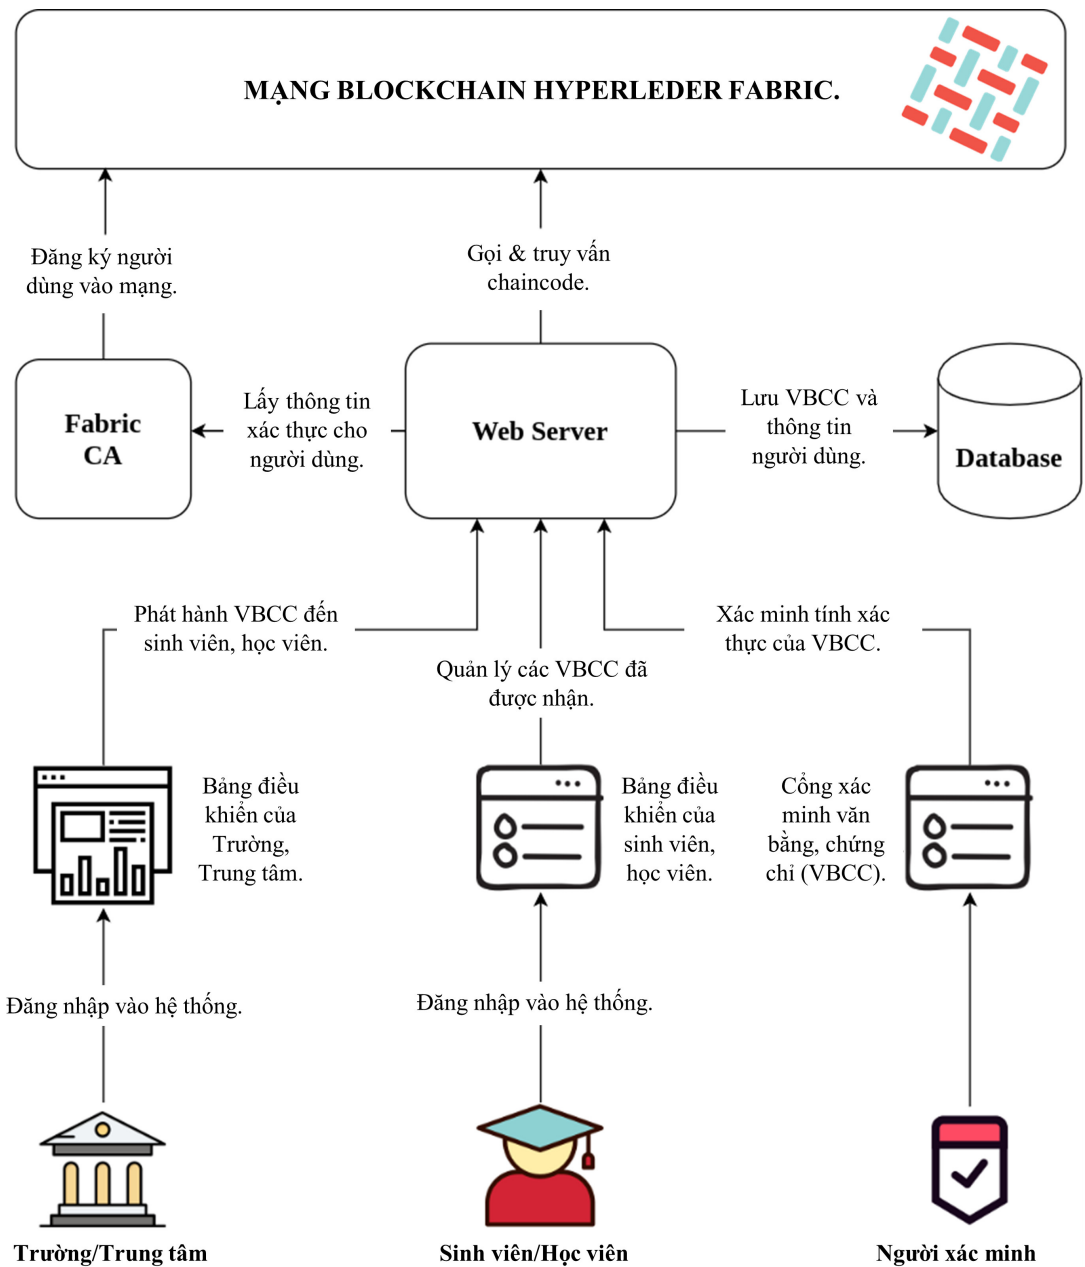 MẠNG BLOCKCHAIN HYPERLEDER FABRIC.
Đăng ký người
dùng vào mạng.
Gọi & truy vấn
chaincode.
Fabric
CA
Lấy thông tin
xác thực cho
người dùng.
Web Server
Lưu VBCC và
thông tin
người dùng.
Database
Phát hành VBCC đến
sinh viên, học viên.
Quản lý các VBCC đã
được nhận.
Xác minh tính xác
thực của VBCC.
Bảng điều
khiển của
Trường,
Trung tâm.
Bảng điều
khiển của
sinh viên,
học viên.
Cổng xác
minh văn
bằng, chứng
chỉ (VBCC).
Đăng nhập vào hệ thống.
Đăng nhập vào hệ thống.
Trường/Trung tâm
Sinh viên/Học viên
Người xác minh